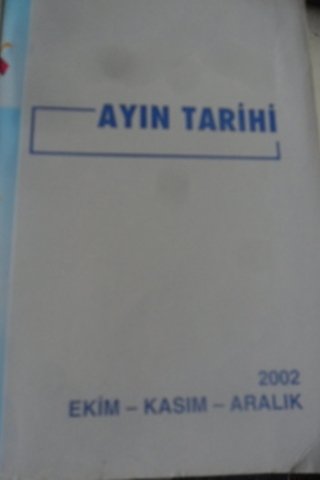 AYIN TARİHİ
2002
EKİM – KASIM – ARALIK